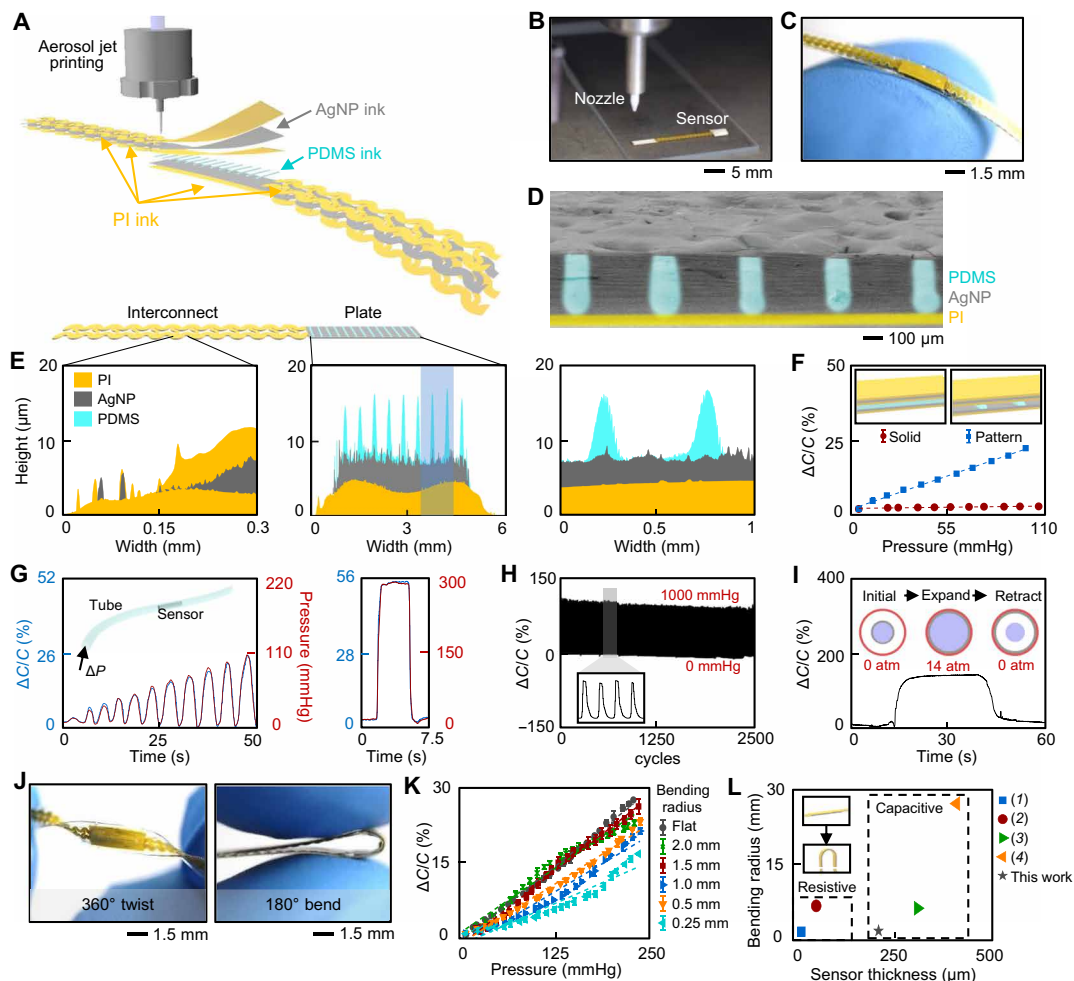 A
Aerosol jet
printing
AgNP ink
PDMS ink
PI ink
B
Nozzle
Sensor
5 mm
C
1.5 mm
D
PDMS
AgNP
PI
100 µm
Interconnect
Plate
E
20
10
0
Height (µm)
PI
AgNP
PDMS
0
0.15
0.3
Width (mm)
20
10
0
0
3
6
Width (mm)
20
10
0
0
0.5
1
Width (mm)
F
50
25
0
ΔC/C (%)
Solid
Pattern
0
55
110
Pressure (mmHg)
G
52
26
0
ΔC/C (%)
Tube
Sensor
ΔP
220
110
0
Pressure (mmHg)
0
25
50
Time (s)
56
28
0
300
150
0
0
7.5
Time (s)
H
150
0
−150
ΔC/C (%)
1000 mmHg
0 mmHg
0
1250
2500
cycles
I
400
200
0
ΔC/C (%)
Initial
Expand
Retract
0 atm
14 atm
0 atm
0
30
60
Time (s)
J
360° twist
180° bend
1.5 mm
1.5 mm
K
30
15
0
ΔC/C (%)
0
125
250
Pressure (mmHg)
Bending
radius
Flat
2.0 mm
1.5 mm
1.0 mm
0.5 mm
0.25 mm
L
30
15
0
Bending radius (mm)
Capacitive
Resistive
0
250
500
Sensor thickness (µm)
(1)
(2)
(3)
(4)
This work